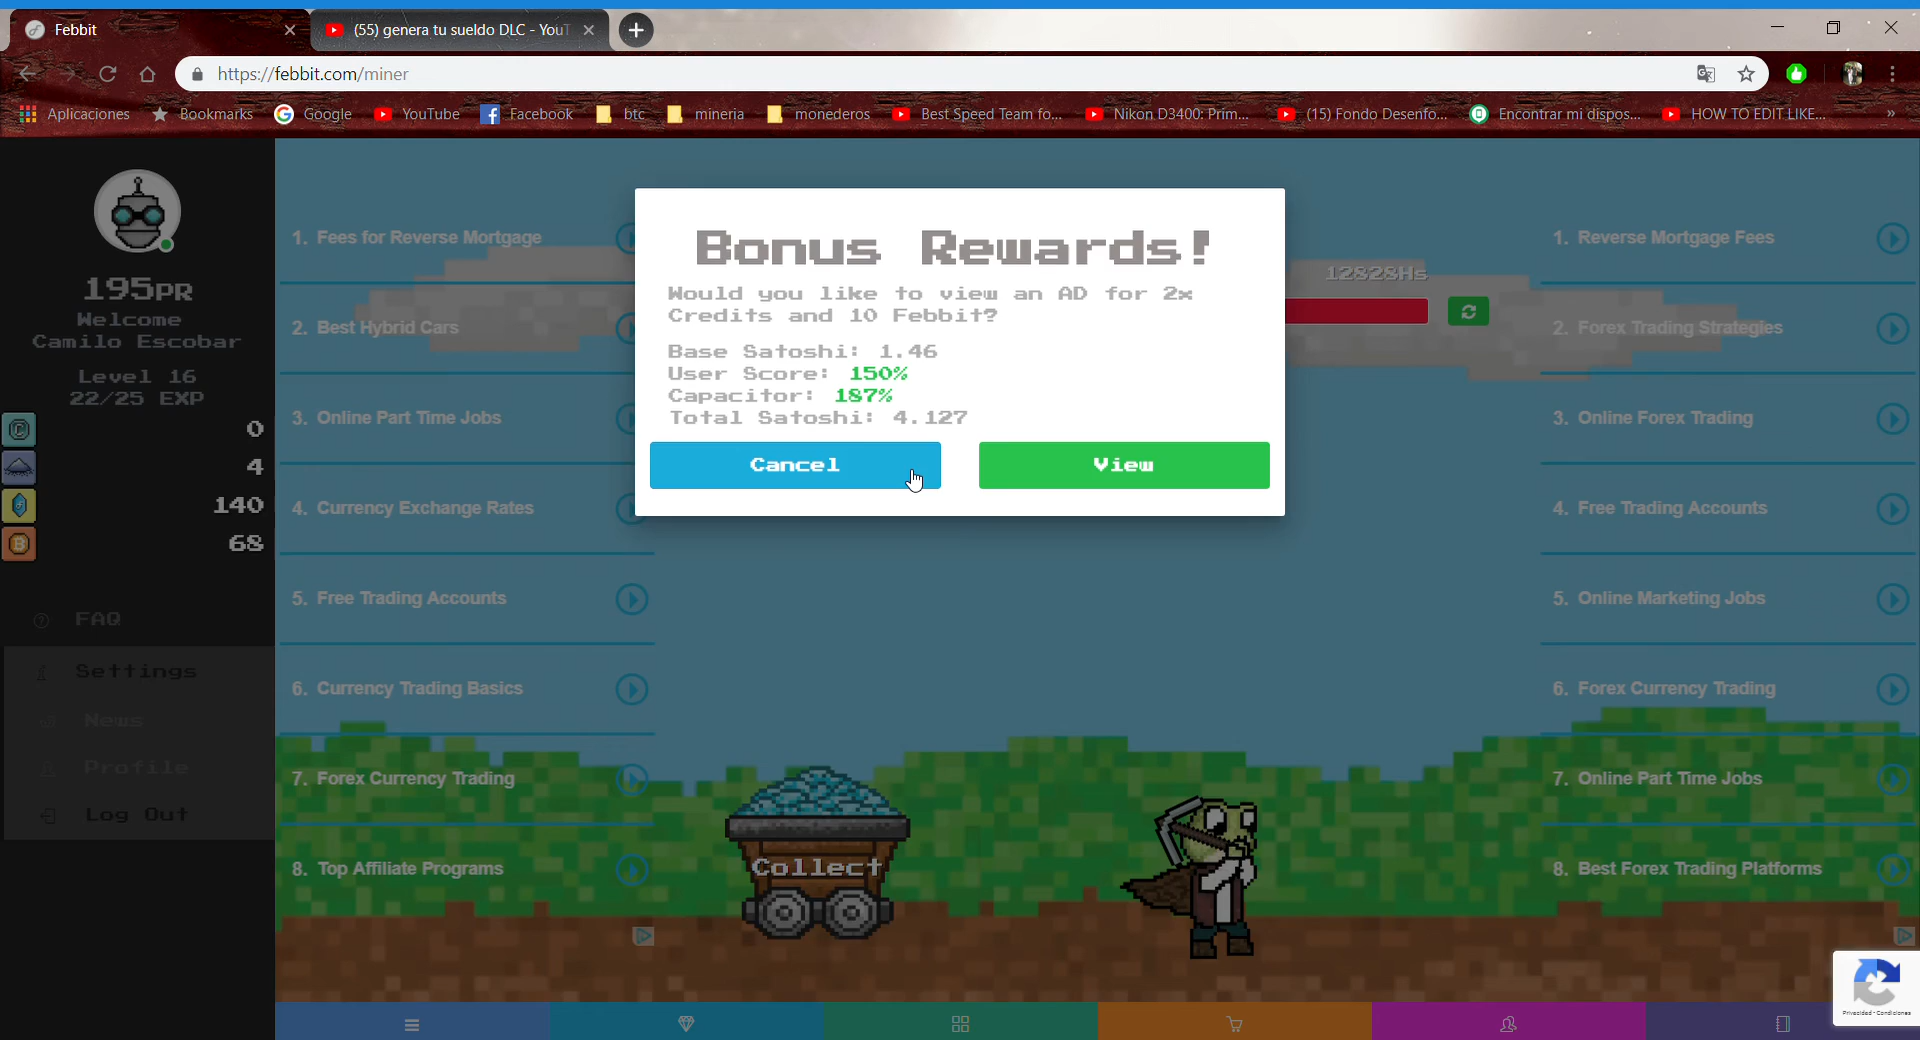 Febbit
(55) genera tu sueldo DLC - YouT
https://febbit.com/miner
Aplicaciones
Bookmarks
Google
YouTube
Facebook
btc
mineria
monederos
Best Speed Team fo...
Nikon D3400: Prim...
(15) Fondo Desenfo...
Encontrar mi dispos...
HOW TO EDIT LIKE...
»
195PR
Welcome
Camilo Escobar
Level 16
22/25 EXP
0
4
140
68
FAQ
Settings
News
Profile
Log Out
1. Fees for Reverse Mortgage
2. Best Hybrid Cars
3. Online Part Time Jobs
4. Currency Exchange Rates
5. Free Trading Accounts
6. Currency Trading Basics
7. Forex Currency Trading
8. Top Affiliate Programs
Bonus Rewards!
Would you like to view an AD for 2x
Credits and 10 Febbit?
Base Satoshi: 1.46
User Score: 150%
Capacitor: 187%
Total Satoshi: 4.127
Cancel
View
12828Hs
Collect
1. Reverse Mortgage Fees
2. Forex Trading Strategies
3. Online Forex Trading
4. Free Trading Accounts
5. Online Marketing Jobs
6. Forex Currency Trading
7. Online Part Time Jobs
8. Best Forex Trading Platforms
Privacidad - Condiciones